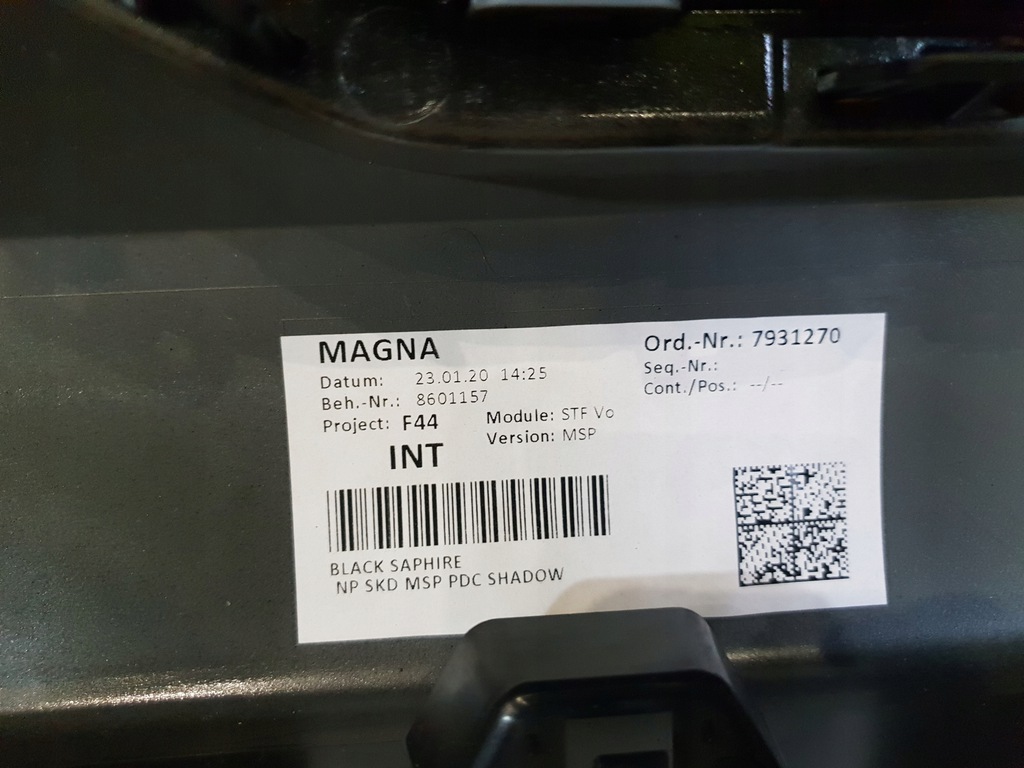 MAGNA
Datum: 23.01.20 14:25
Beh.-Nr.: 8601157
Project: F44
Module: STF Vo
Version: MSP
INT
Ord.-Nr.: 7931270
Seq.-Nr.:
Cont./Pos.: --/--
BLACK SAPHIRE
NP SKD MSP PDC SHADOW